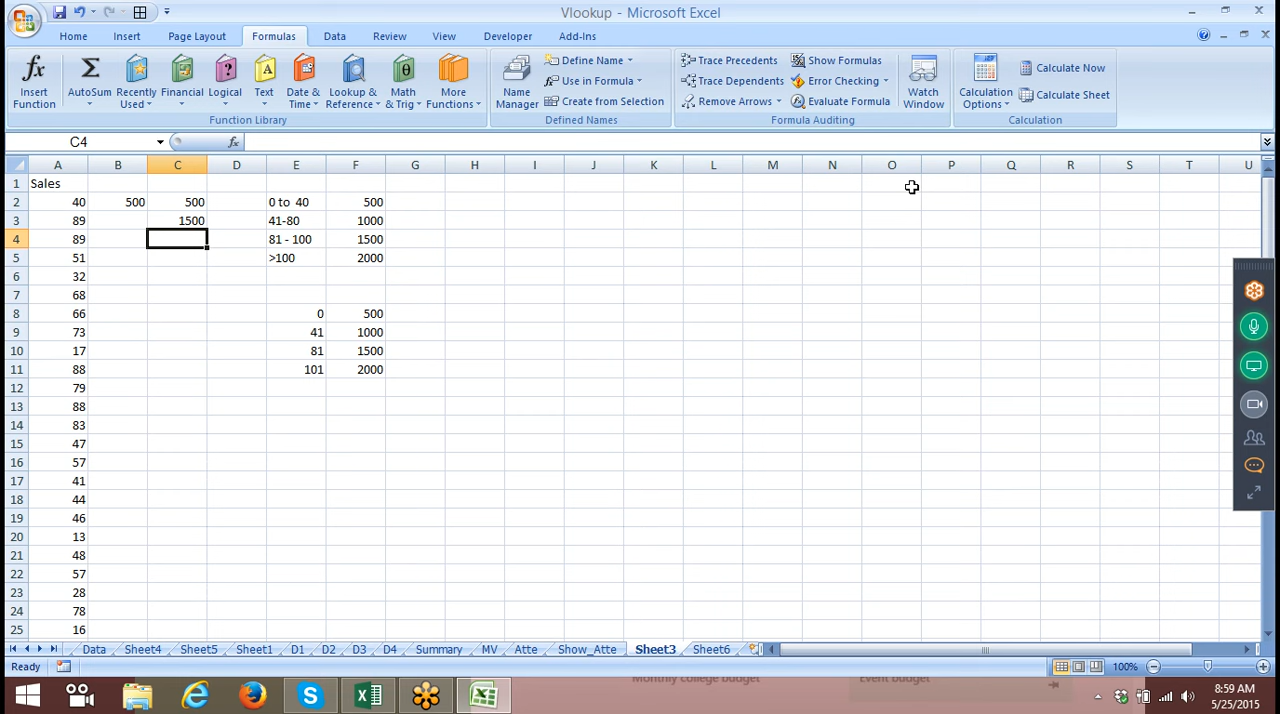 Vlookup - Microsoft Excel
Home Insert Page Layout Formulas Data Review View Developer Add-Ins
Insert Function
AutoSum
Recently Used
Financial
Logical
Text
Date & Time
Lookup & Reference
Math & Trig
More Functions
Function Library
Name Manager
Define Name
Use in Formula
Create from Selection
Defined Names
Trace Precedents
Trace Dependents
Remove Arrows
Show Formulas
Error Checking
Evaluate Formula
Formula Auditing
Watch Window
Calculation Options
Calculate Now
Calculate Sheet
Calculation
C4 fx
A B C D E F G H I J K L M N O P Q R S T U
1 Sales
2 40 500 500 0 to 40 500
3 89 1500 41-80 1000
4 89 81 - 100 1500
5 51 >100 2000
6 32
7 68
8 66 0 500
9 73 41 1000
10 17 81 1500
11 88 101 2000
12 79
13 88
14 83
15 47
16 57
17 41
18 44
19 46
20 13
21 48
22 57
23 28
24 78
25 16
Data Sheet4 Sheet5 Sheet1 D1 D2 D3 D4 Summary MV Atte Show_Atte Sheet3 Sheet6
Ready 100%
Monthly college budget Event budget
8:59 AM
5/25/2015